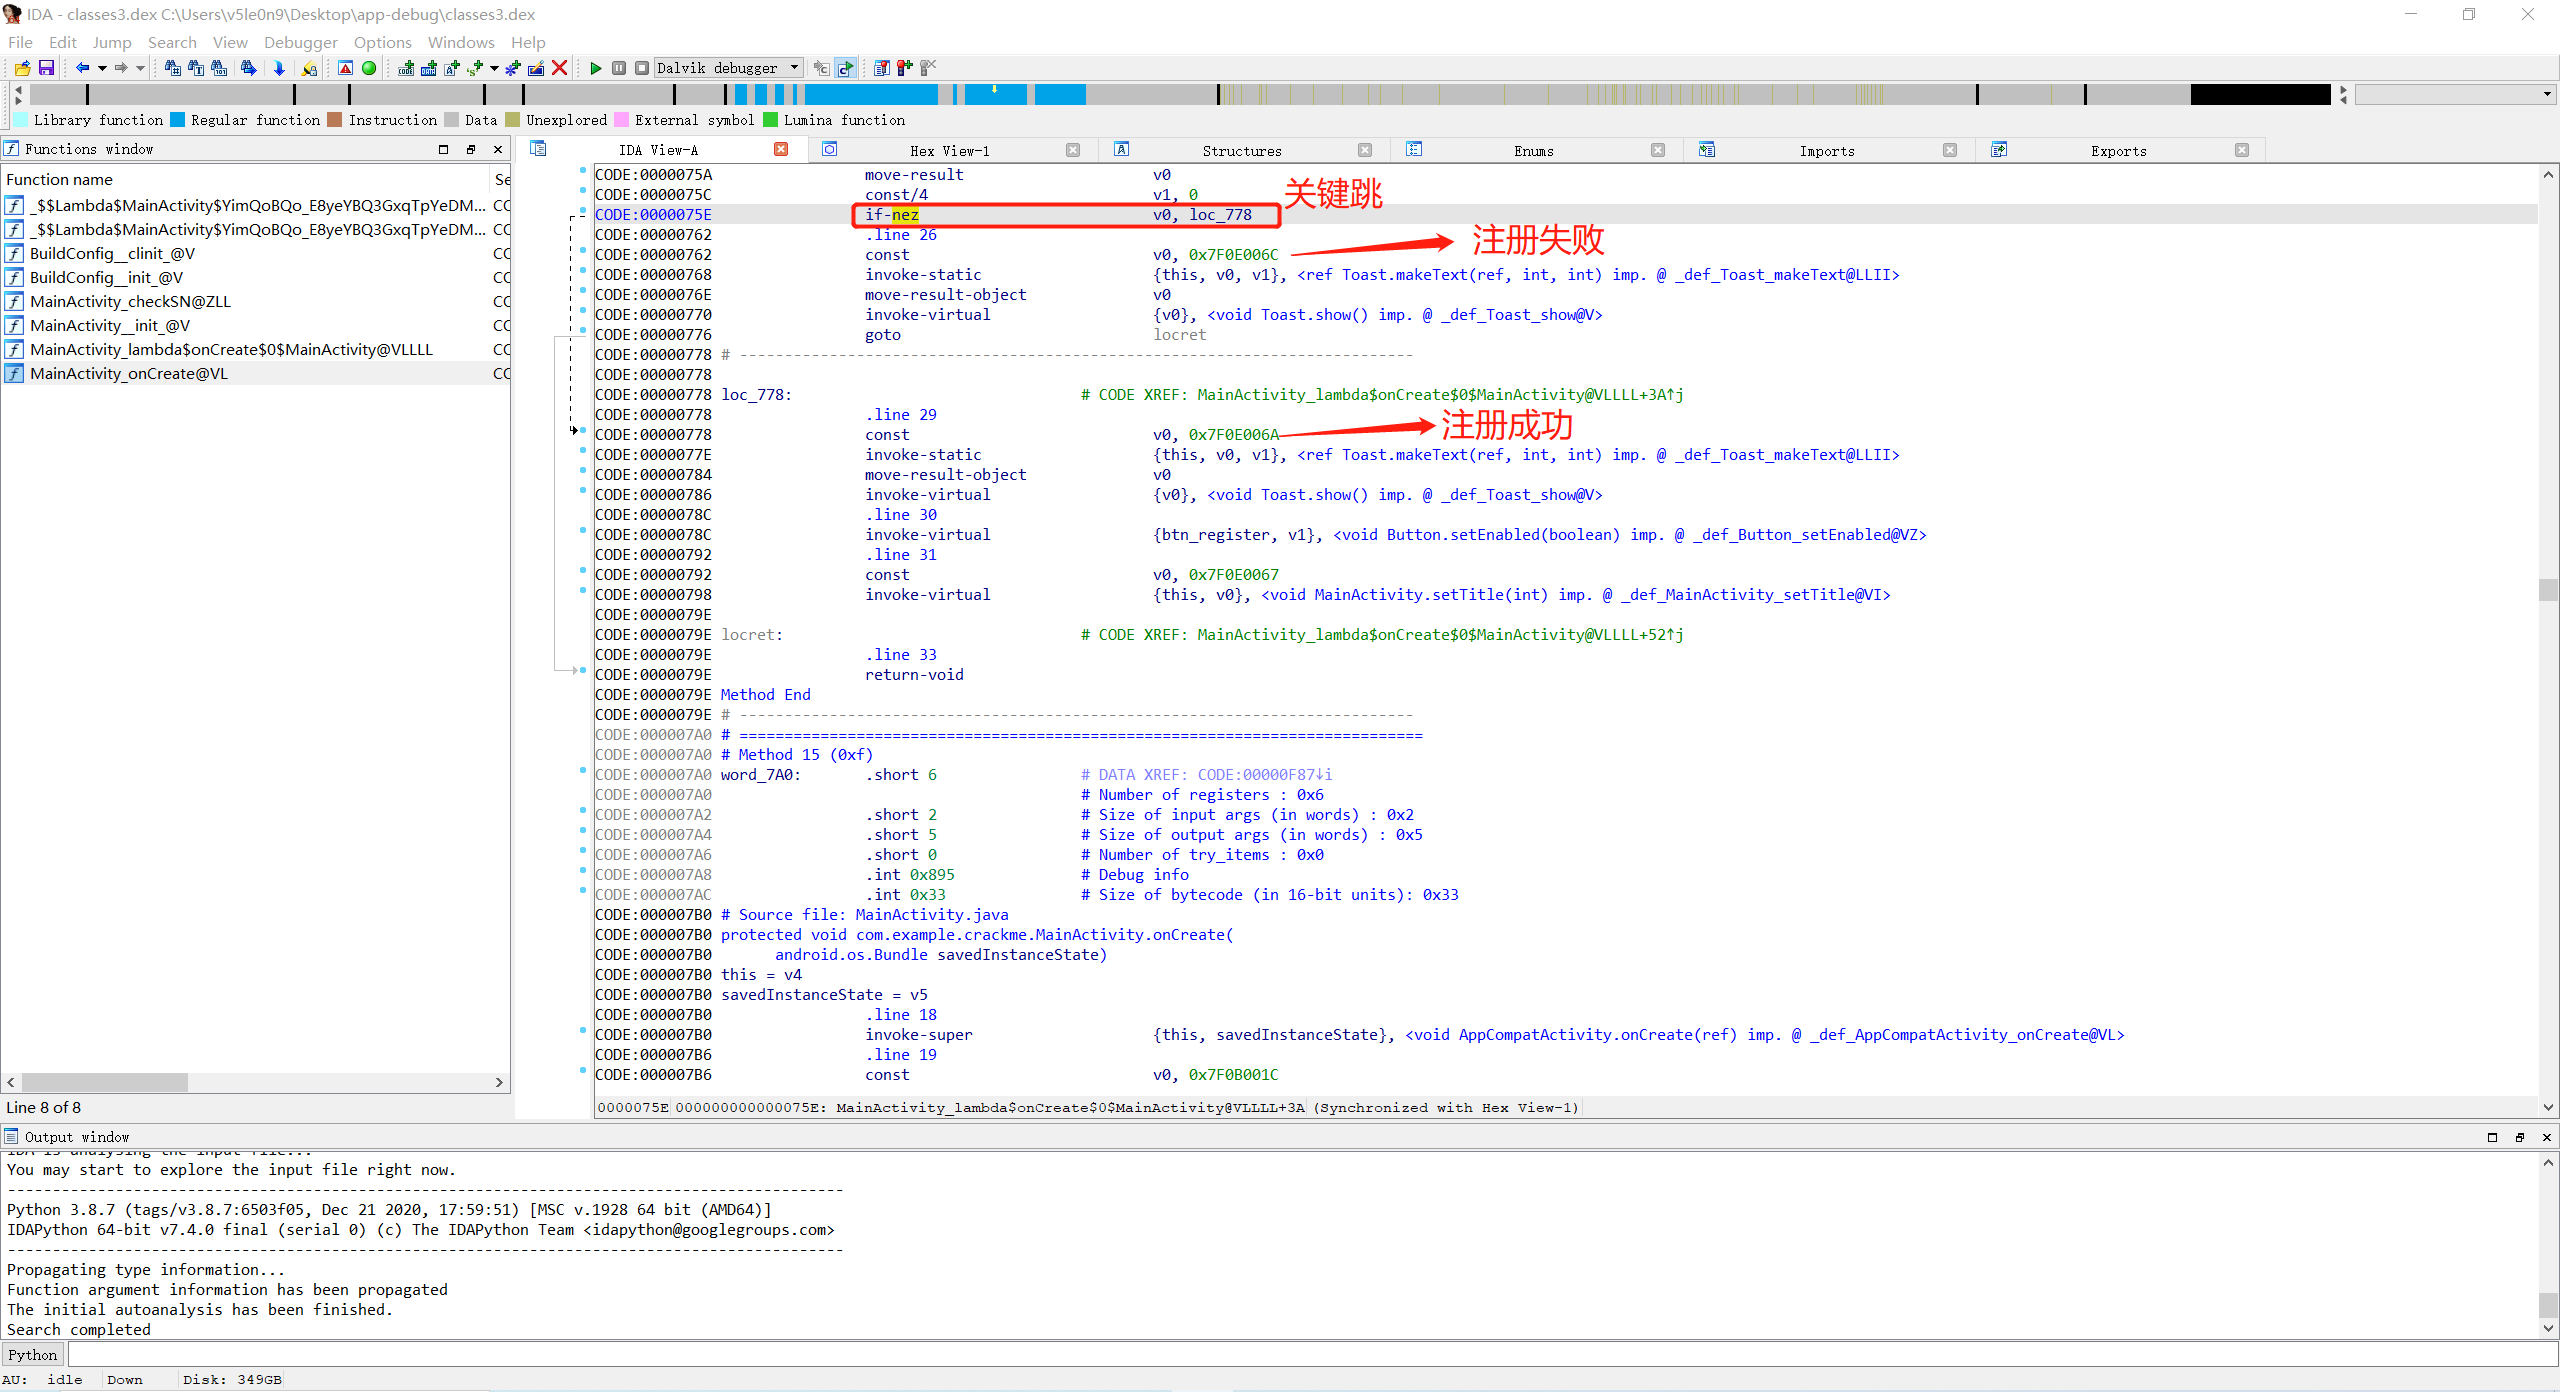 IDA - classes3.dex C:\Users\v5le0n9\Desktop\app-debug\classes3.dex
File Edit Jump Search View Debugger Options Windows Help
Dalvik debugger
Library function Regular function Instruction Data Unexplored External symbol Lumina function
Functions window
Function name Se
_$$Lambda$MainActivity$YimQoBQo_E8yeYBQ3GxqTpYeDM... CC
_$$Lambda$MainActivity$YimQoBQo_E8yeYBQ3GxqTpYeDM... CC
BuildConfig__clinit_@V CC
BuildConfig__init_@V CC
MainActivity_checkSN@ZLL CC
MainActivity__init_@V CC
MainActivity_lambda$onCreate$0$MainActivity@VLLLL CC
MainActivity_onCreate@VL CC
Line 8 of 8
IDA View-A Hex View-1 Structures Enums Imports Exports
CODE:0000075A move-result v0
CODE:0000075C const/4 v1, 0
关键跳
CODE:0000075E if-nez v0, loc_778
CODE:00000762 .line 26
注册失败
CODE:00000762 const v0, 0x7F0E006C
CODE:00000768 invoke-static {this, v0, v1}, <ref Toast.makeText(ref, int, int) imp. @ _def_Toast_makeText@LLII>
CODE:0000076E move-result-object v0
CODE:00000770 invoke-virtual {v0}, <void Toast.show() imp. @ _def_Toast_show@V>
CODE:00000776 goto locret
CODE:00000778 # ---------------------------------------------------------------------------
CODE:00000778
CODE:00000778 loc_778: # CODE XREF: MainActivity_lambda$onCreate$0$MainActivity@VLLLL+3A↑j
CODE:00000778 .line 29
注册成功
CODE:00000778 const v0, 0x7F0E006A
CODE:0000077E invoke-static {this, v0, v1}, <ref Toast.makeText(ref, int, int) imp. @ _def_Toast_makeText@LLII>
CODE:00000784 move-result-object v0
CODE:00000786 invoke-virtual {v0}, <void Toast.show() imp. @ _def_Toast_show@V>
CODE:0000078C .line 30
CODE:0000078C invoke-virtual {btn_register, v1}, <void Button.setEnabled(boolean) imp. @ _def_Button_setEnabled@VZ>
CODE:00000792 .line 31
CODE:00000792 const v0, 0x7F0E0067
CODE:00000798 invoke-virtual {this, v0}, <void MainActivity.setTitle(int) imp. @ _def_MainActivity_setTitle@VI>
CODE:0000079E
CODE:0000079E locret: # CODE XREF: MainActivity_lambda$onCreate$0$MainActivity@VLLLL+52↑j
CODE:0000079E .line 33
CODE:0000079E return-void
CODE:0000079E Method End
CODE:0000079E # ---------------------------------------------------------------------------
CODE:000007A0 # ============================================================================
CODE:000007A0 # Method 15 (0xf)
CODE:000007A0 word_7A0: .short 6 # DATA XREF: CODE:00000F87↓i
CODE:000007A0 # Number of registers : 0x6
CODE:000007A2 .short 2 # Size of input args (in words) : 0x2
CODE:000007A4 .short 5 # Size of output args (in words) : 0x5
CODE:000007A6 .short 0 # Number of try_items : 0x0
CODE:000007A8 .int 0x895 # Debug info
CODE:000007AC .int 0x33 # Size of bytecode (in 16-bit units): 0x33
CODE:000007B0 # Source file: MainActivity.java
CODE:000007B0 protected void com.example.crackme.MainActivity.onCreate(
CODE:000007B0 android.os.Bundle savedInstanceState)
CODE:000007B0 this = v4
CODE:000007B0 savedInstanceState = v5
CODE:000007B0 .line 18
CODE:000007B0 invoke-super {this, savedInstanceState}, <void AppCompatActivity.onCreate(ref) imp. @ _def_AppCompatActivity_onCreate@VL>
CODE:000007B6 .line 19
CODE:000007B6 const v0, 0x7F0B001C
0000075E 000000000000075E: MainActivity_lambda$onCreate$0$MainActivity@VLLLL+3A (Synchronized with Hex View-1)
Output window
IDA is analysing the input file...
You may start to explore the input file right now.
---------------------------------------------------------------------------------------------
Python 3.8.7 (tags/v3.8.7:6503f05, Dec 21 2020, 17:59:51) [MSC v.1928 64 bit (AMD64)]
IDAPython 64-bit v7.4.0 final (serial 0) (c) The IDAPython Team <idapython@googlegroups.com>
---------------------------------------------------------------------------------------------
Propagating type information...
Function argument information has been propagated
The initial autoanalysis has been finished.
Search completed
Python
AU: idle Down Disk: 349GB